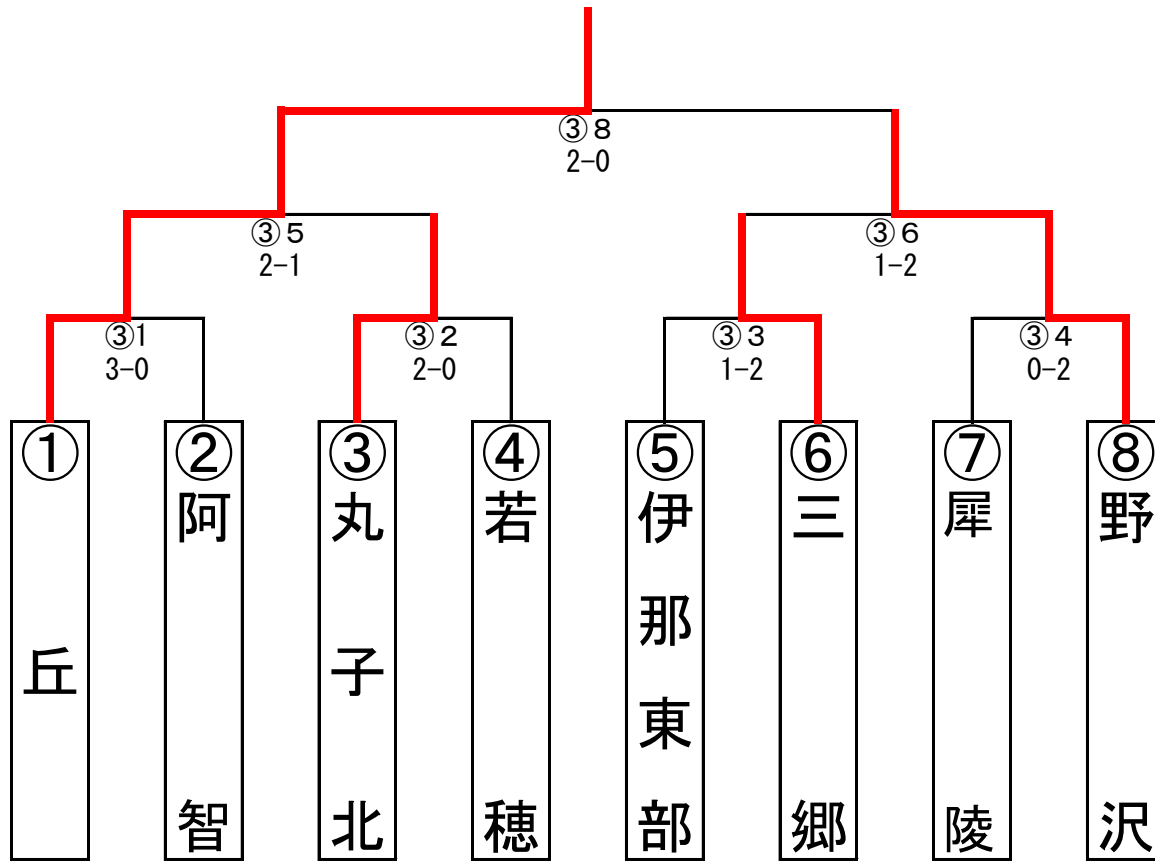 ③８
2-0
③５
2-1
③６
1-2
③1
3-0
③２
2-0
③３
1-2
③４
0-2
①丘
②阿智
③丸子北
④若穂
⑤伊那東部
⑥三郷
⑦犀陵
⑧野沢